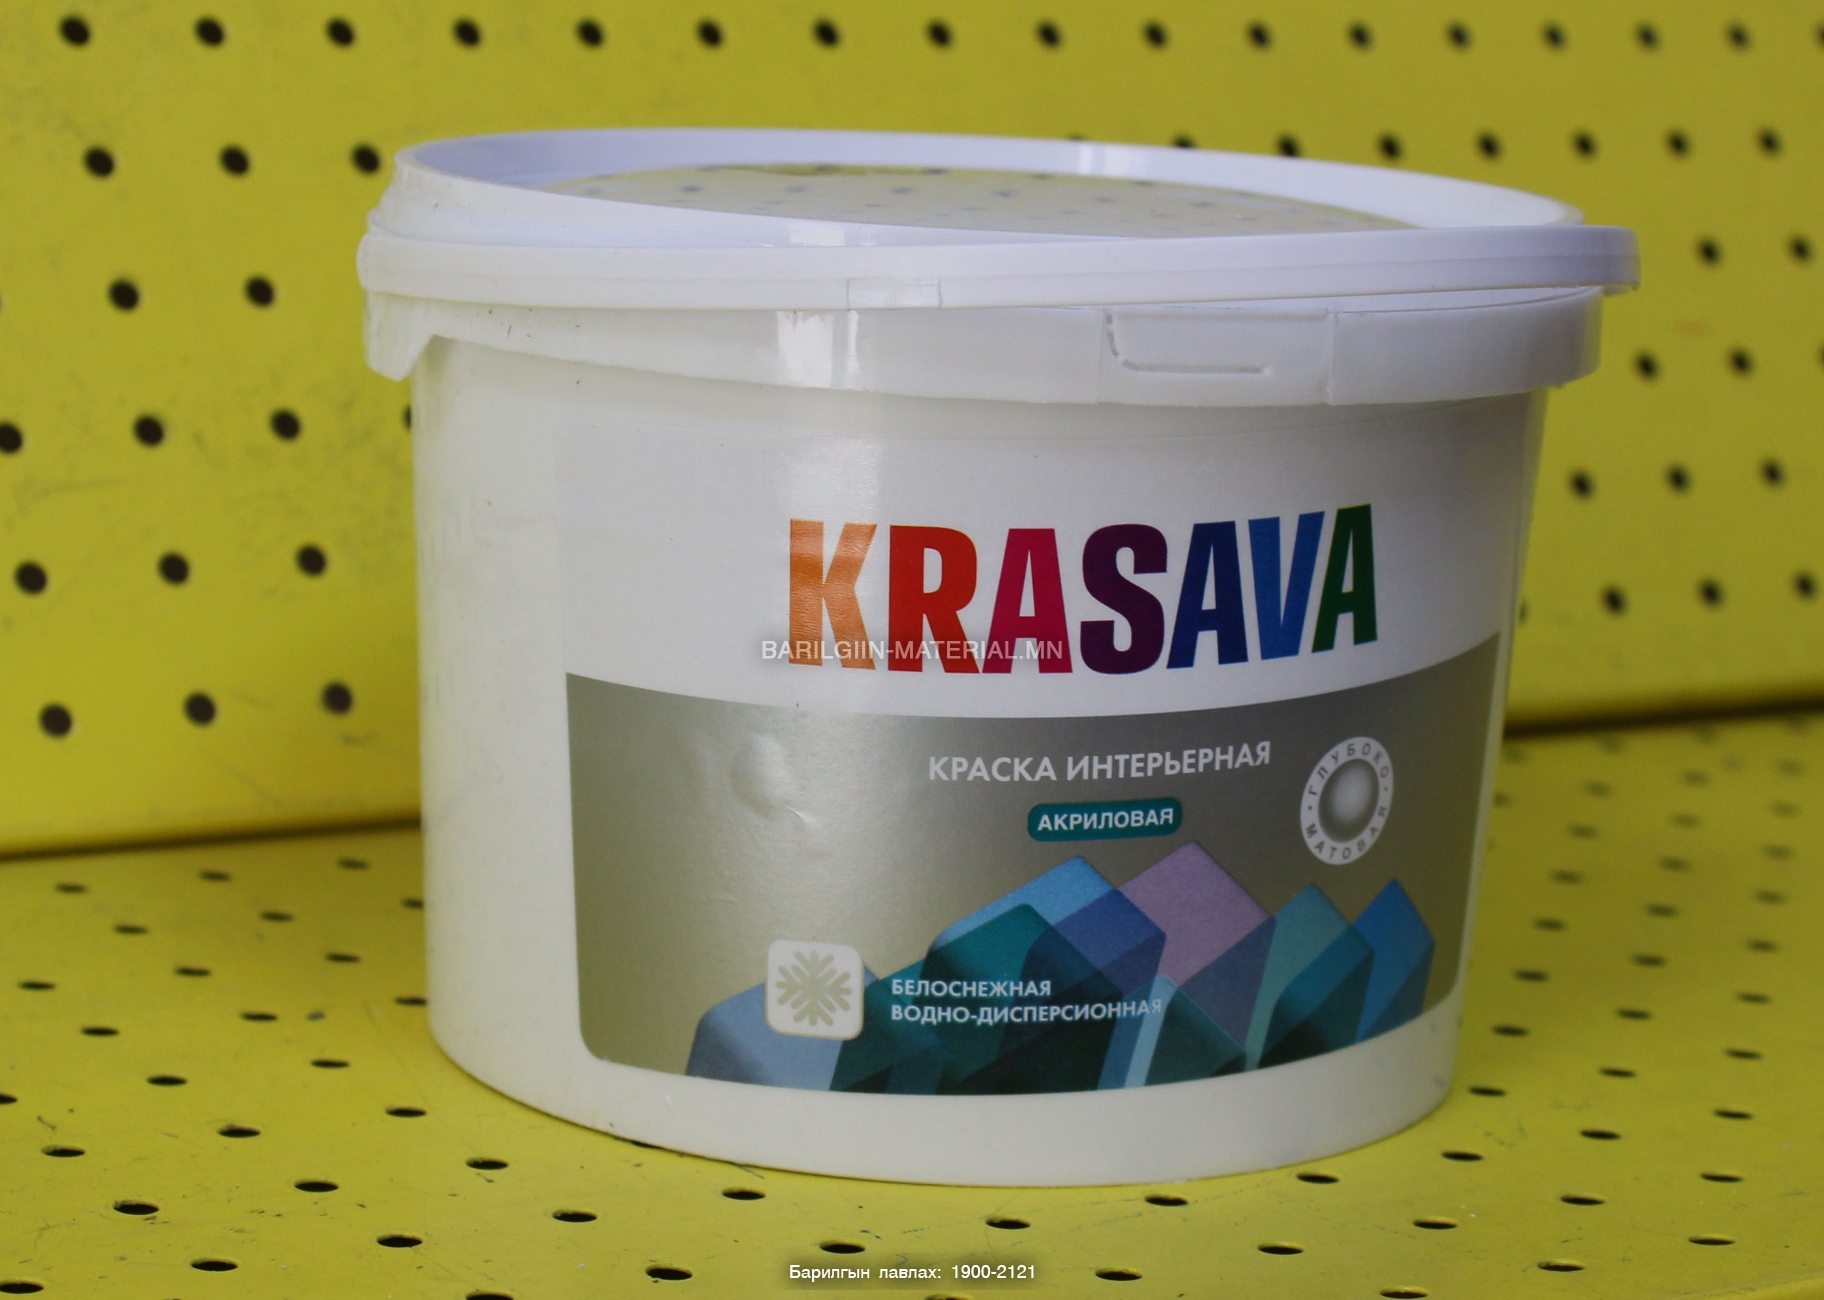 KRASAVA
BARILGIIN-MATERIAL.MN
КРАСКА ИНТЕРЬЕРНАЯ
ГЛУБОКО
МАТОВАЯ
АКРИЛОВАЯ
БЕЛОСНЕЖНАЯ
ВОДНО-ДИСПЕРСИОННАЯ
Барилгын лавлах: 1900-2121